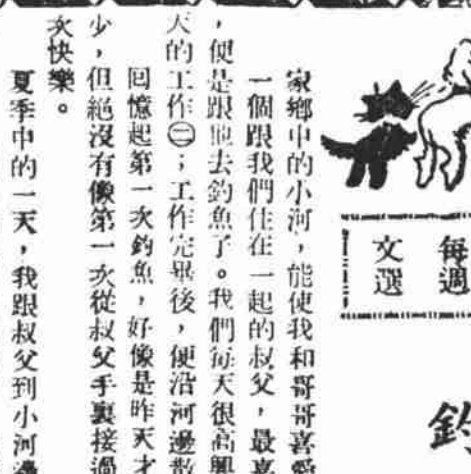 每週
文選
釣
家鄉中的小河，能使我和哥哥喜愛
一個跟我們住在一起的叔父，最喜
，便是跟他去釣魚了。我們每天很高興
天的工作㊁；工作完畢後，便沿河邊散
回憶起第一次釣魚，好像是昨天才
少，但絕沒有像第一次從叔父手裏接過
次快樂。
夏季中的一天，我跟叔父到小河邊